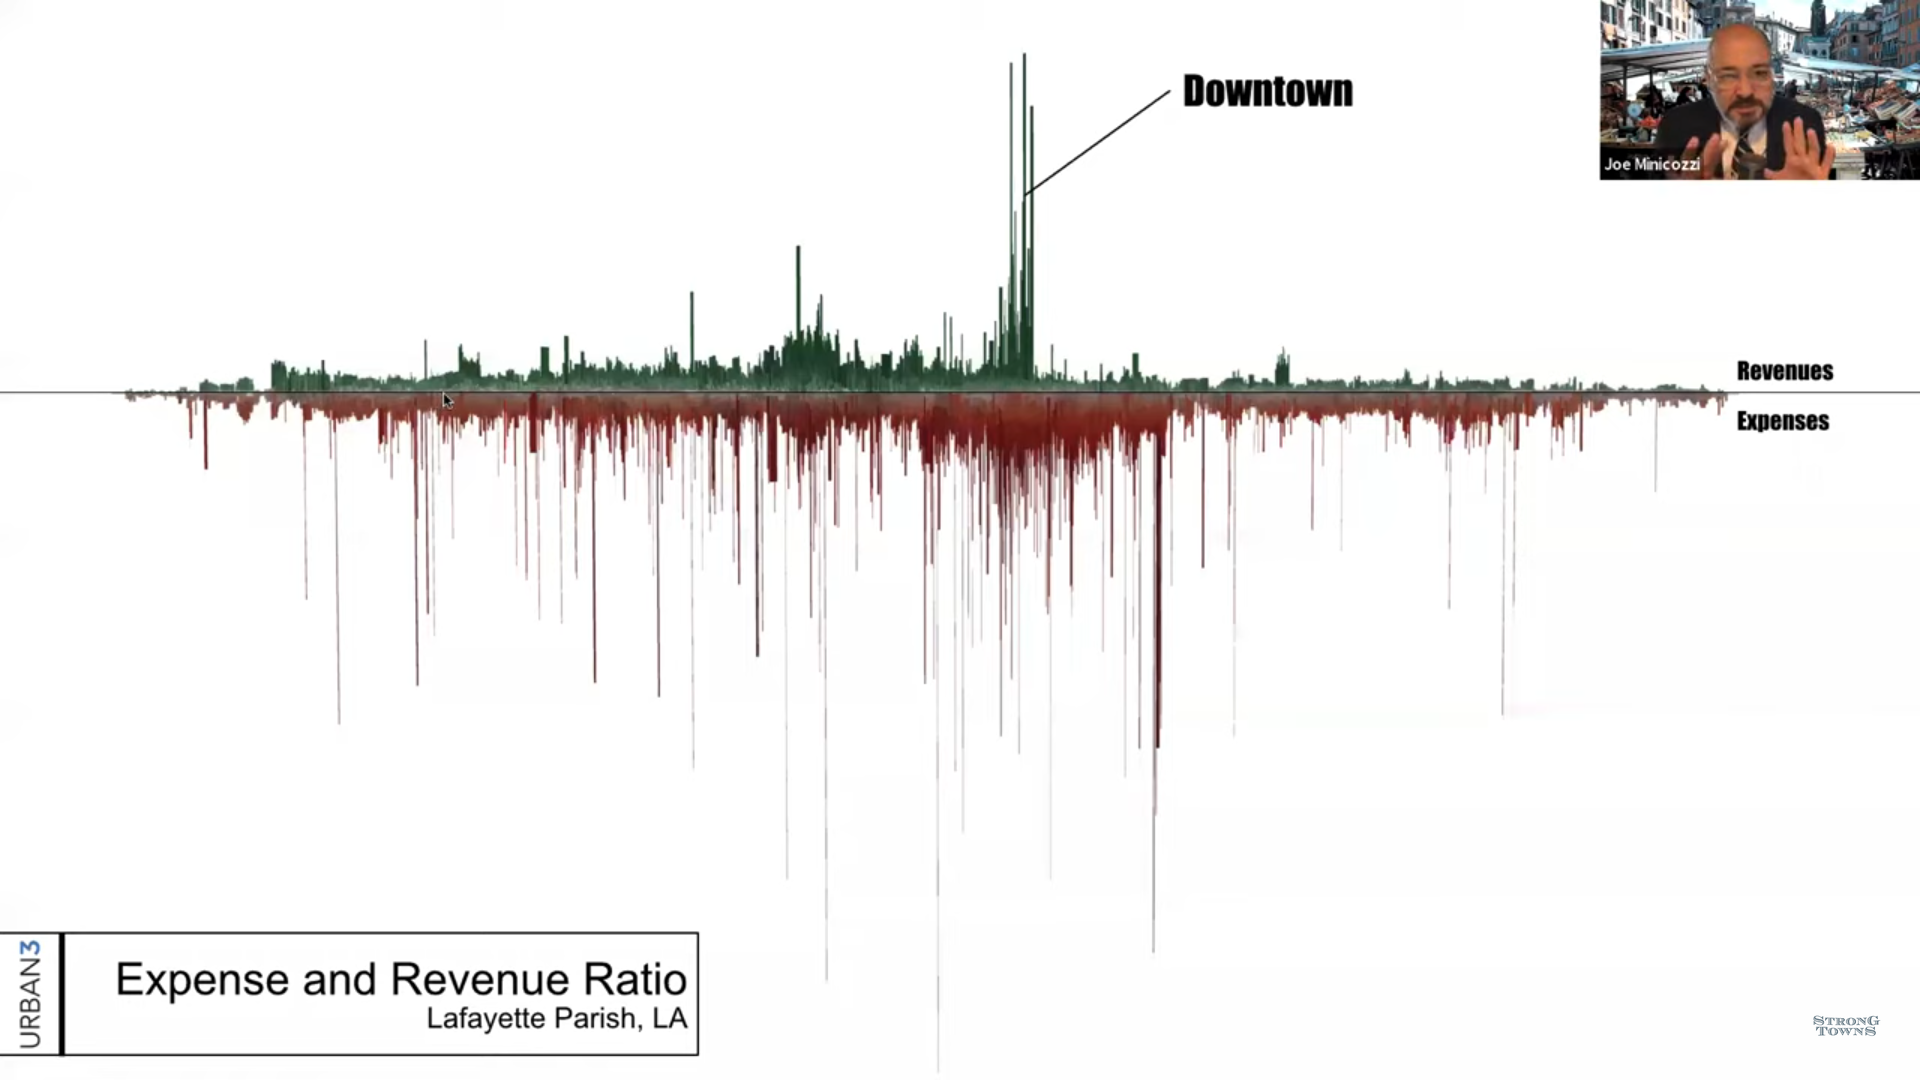 Downtown
Joe Minicozzi
Revenues
Expenses
URBAN3
Expense and Revenue Ratio
Lafayette Parish, LA
STRONG
TOWNS